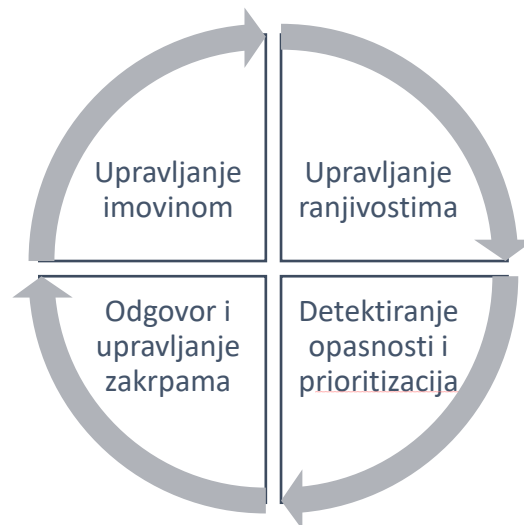 Upravljanje
imovinom
Upravljanje
ranjivostima
Odgovor i
upravljanje
zakrpama
Detektiranje
opasnosti i
prioritizacija